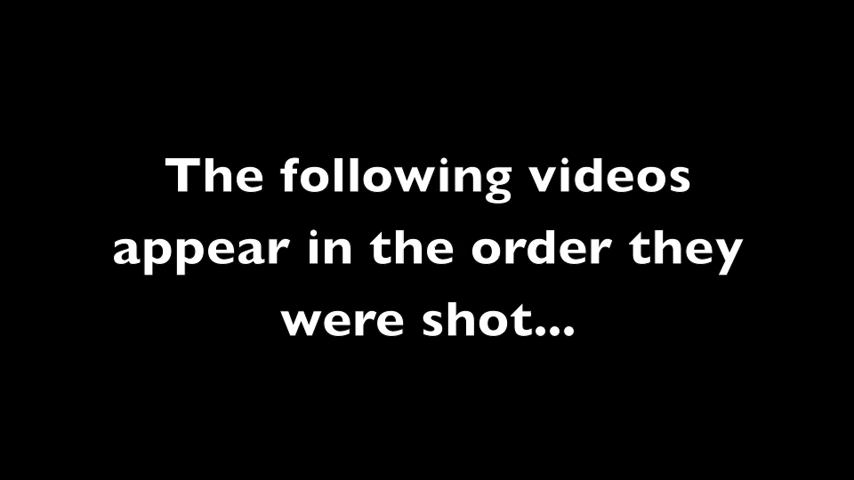 The following videos
appear in the order they
were shot...